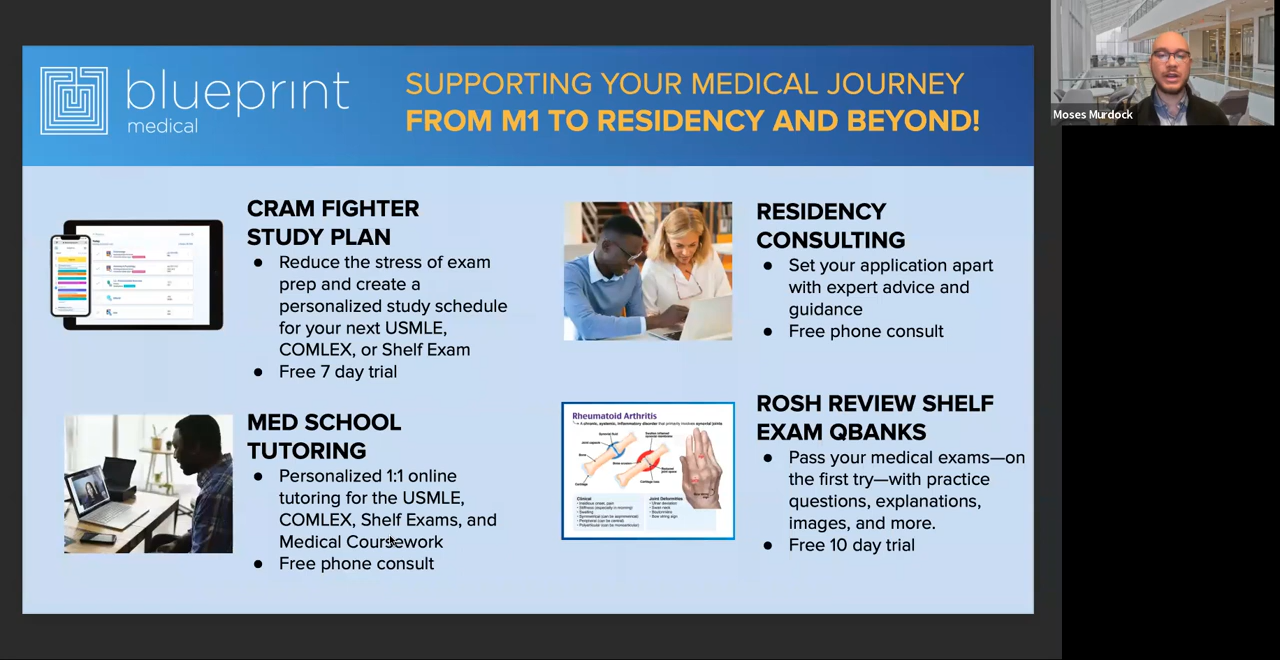 blueprint
medical
SUPPORTING YOUR MEDICAL JOURNEY
FROM M1 TO RESIDENCY AND BEYOND!
Moses Murdock
CRAM FIGHTER
STUDY PLAN
● Reduce the stress of exam
prep and create a
personalized study schedule
for your next USMLE,
COMLEX, or Shelf Exam
● Free 7 day trial
MED SCHOOL
TUTORING
● Personalized 1:1 online
tutoring for the USMLE,
COMLEX, Shelf Exams, and
Medical Coursework
● Free phone consult
RESIDENCY
CONSULTING
● Set your application apart
with expert advice and
guidance
● Free phone consult
Rheumatoid Arthritis
Clinical
Joint Deformities
ROSH REVIEW SHELF
EXAM QBANKS
● Pass your medical exams—on
the first try—with practice
questions, explanations,
images, and more.
● Free 10 day trial